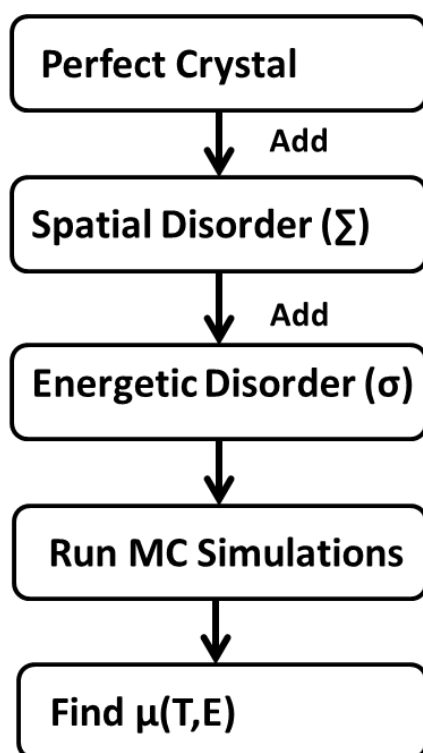 Perfect Crystal
Add
Spatial Disorder (∑)
Add
Energetic Disorder (σ)
Run MC Simulations
Find μ(T,E)